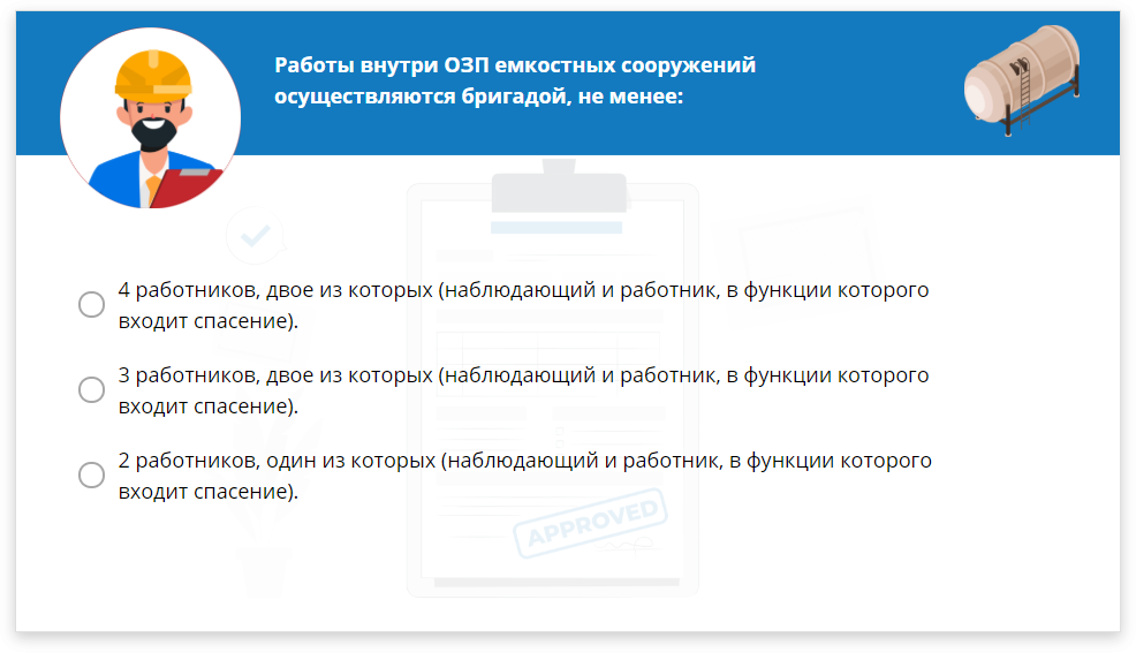 Работы внутри ОЗП емкостных сооружений
осуществляются бригадой, не менее:
4 работников, двое из которых (наблюдающий и работник, в функции которого
входит спасение).
3 работников, двое из которых (наблюдающий и работник, в функции которого
входит спасение).
2 работников, один из которых (наблюдающий и работник, в функции которого
входит спасение).
APPROVED